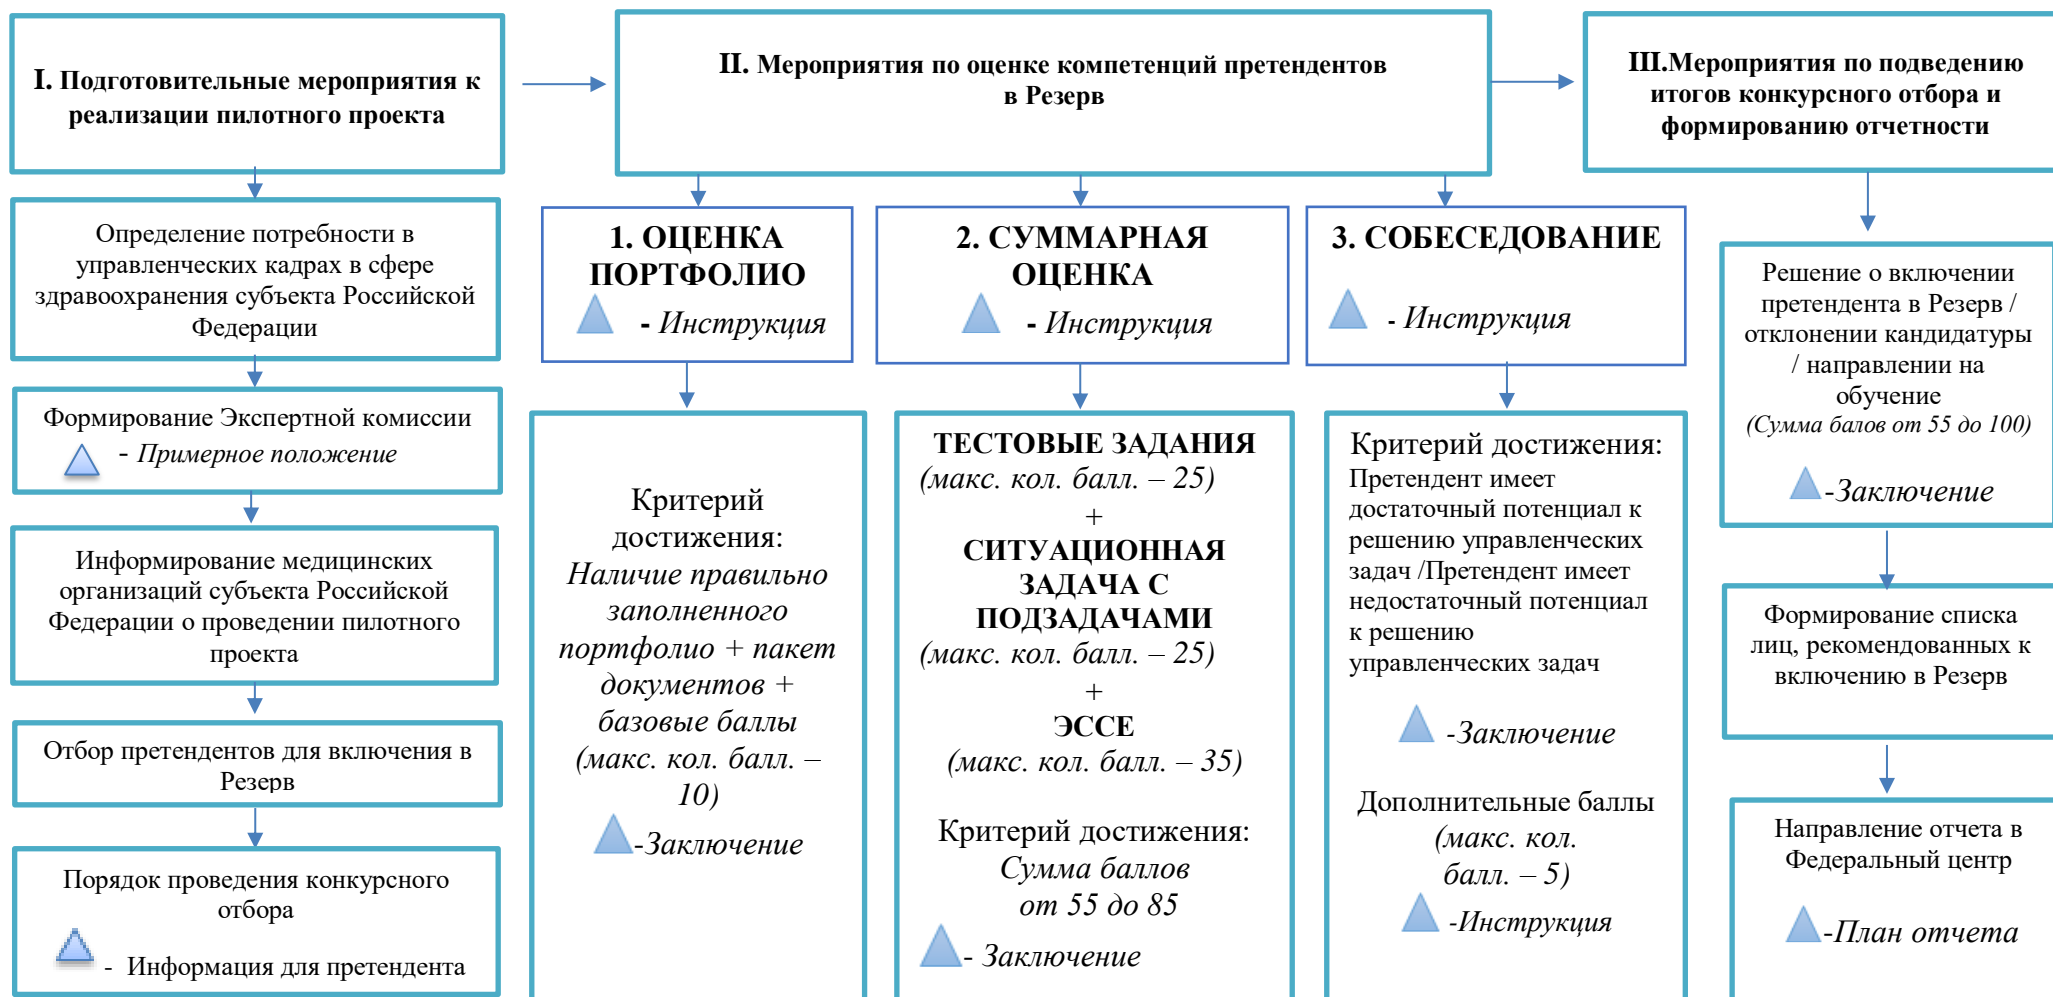 I. Подготовительные мероприятия к
реализации пилотного проекта
Определение потребности в
управленческих кадрах в сфере
здравоохранения субъекта Российской
Федерации
Формирование Экспертной комиссии
- Примерное положение
Информирование медицинских
организаций субъекта Российской
Федерации о проведении пилотного
проекта
Отбор претендентов для включения в
Резерв
Порядок проведения конкурсного
отбора
- Информация для претендента
II. Мероприятия по оценке компетенций претендентов
в Резерв
1. ОЦЕНКА
ПОРТФОЛИО
- Инструкция
Критерий
достижения:
Наличие правильно
заполненного
портфолио + пакет
документов +
базовые баллы
(макс. кол. балл. –
10)
-Заключение
2. СУММАРНАЯ
ОЦЕНКА
- Инструкция
ТЕСТОВЫЕ ЗАДАНИЯ
(макс. кол. балл. – 25)
+
СИТУАЦИОННАЯ
ЗАДАЧА С
ПОДЗАДАЧАМИ
(макс. кол. балл. – 25)
+
ЭССЕ
(макс. кол. балл. – 35)
Критерий достижения:
Сумма баллов
от 55 до 85
- Заключение
3. СОБЕСЕДОВАНИЕ
- Инструкция
Критерий достижения:
Претендент имеет
достаточный потенциал к
решению управленческих
задач /Претендент имеет
недостаточный потенциал
к решению
управленческих задач
-Заключение
Дополнительные баллы
(макс. кол.
балл. – 5)
-Инструкция
III.Мероприятия по подведению
итогов конкурсного отбора и
формированию отчетности
Решение о включении
претендента в Резерв /
отклонении кандидатуры
/ направлении на
обучение
(Сумма балов от 55 до 100)
-Заключение
Формирование списка
лиц, рекомендованных к
включению в Резерв
Направление отчета в
Федеральный центр
-План отчета